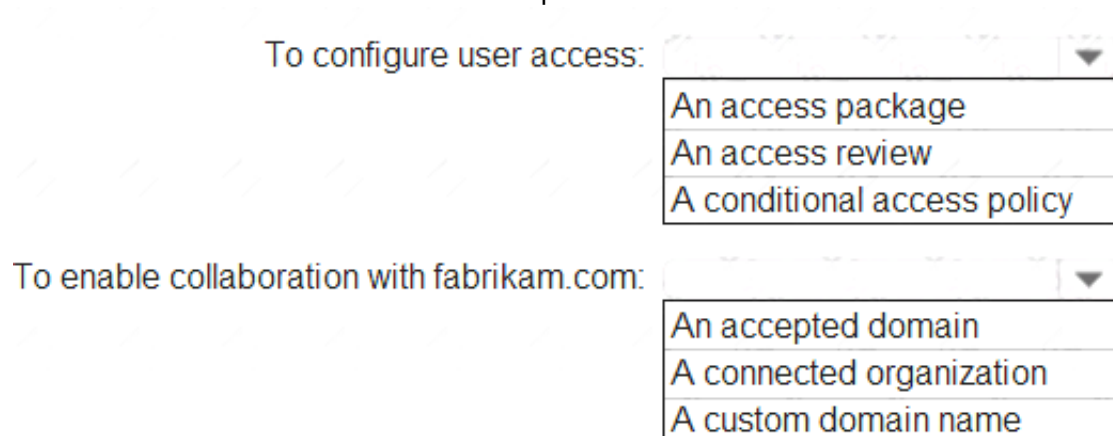 To configure user access:
An access package
An access review
A conditional access policy
To enable collaboration with fabrikam.com:
An accepted domain
A connected organization
A custom domain name